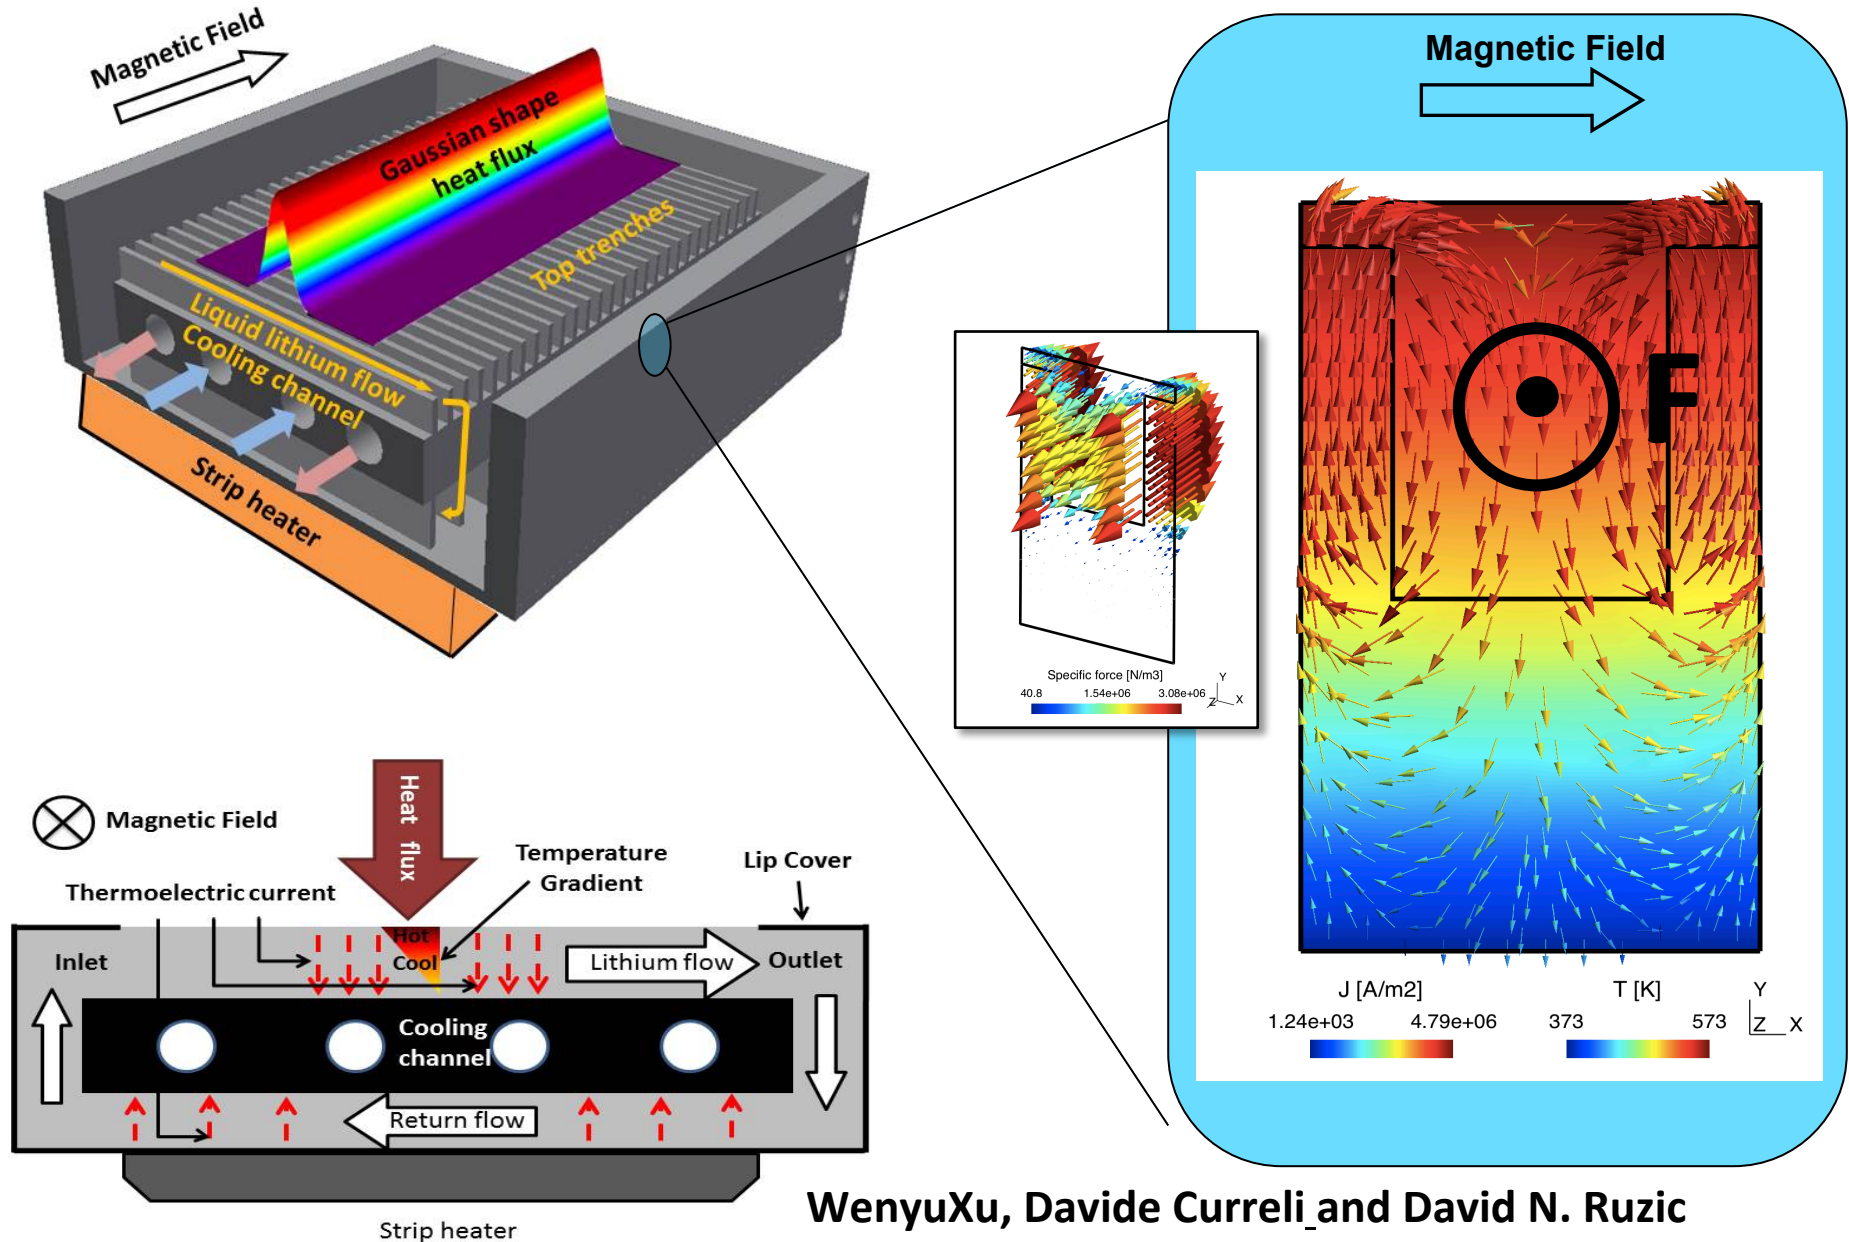 Magnetic Field
Gaussian shape
heat flux
Top trenches
Liquid lithium flow
Cooling channel
Strip heater
Magnetic Field
F
Specific force [N/m3]
40.8 1.54e+06 3.08e+06
Y
Z X
J [A/m2] T [K]
1.24e+03 4.79e+06 373 573
Y
Z X
Heat flux
Magnetic Field
Temperature
Gradient
Lip Cover
Thermoelectric current
Hot
Cool
Inlet
Lithium flow
Outlet
Cooling
channel
Return flow
Strip heater
WenyuXu, Davide Curreli and David N. Ruzic